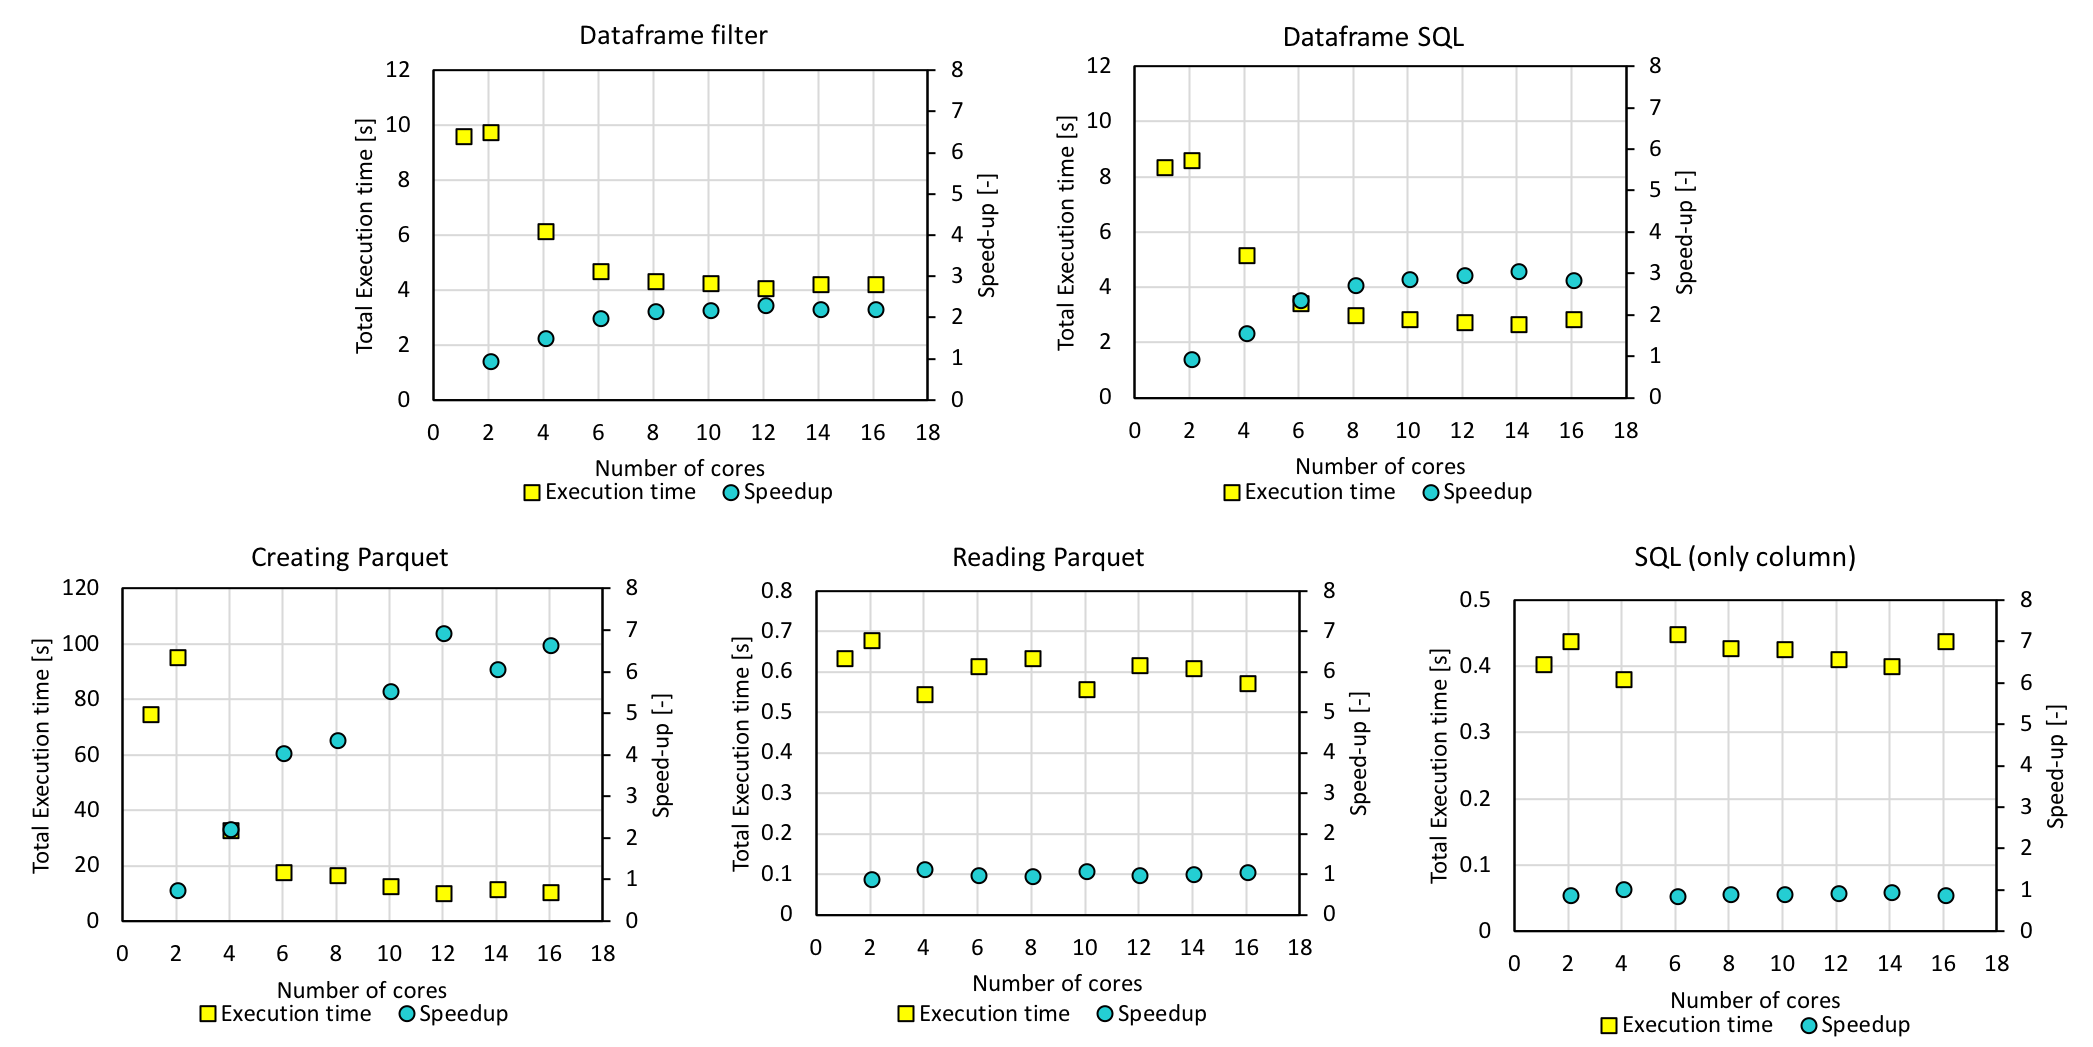 Dataframe filter
12
10
8
6
4
2
0
Total Execution time [s]
8
7
6
5
4
3
2
1
0
Speed-up [-]
0 2 4 6 8 10 12 14 16 18
Number of cores
Execution time Speedup
Dataframe SQL
12
10
8
6
4
2
0
Total Execution time [s]
8
7
6
5
4
3
2
1
0
Speed-up [-]
0 2 4 6 8 10 12 14 16 18
Number of cores
Execution time Speedup
Creating Parquet
120
100
80
60
40
20
0
Total Execution time [s]
8
7
6
5
4
3
2
1
0
Speed-up [-]
0 2 4 6 8 10 12 14 16 18
Number of cores
Execution time Speedup
Reading Parquet
0.8
0.7
0.6
0.5
0.4
0.3
0.2
0.1
0
Total Execution time [s]
8
7
6
5
4
3
2
1
0
Speed-up [-]
0 2 4 6 8 10 12 14 16 18
Number of cores
Execution time Speedup
SQL (only column)
0.5
0.4
0.3
0.2
0.1
0
Total Execution time [s]
8
7
6
5
4
3
2
1
0
Speed-up [-]
0 2 4 6 8 10 12 14 16 18
Number of cores
Execution time Speedup